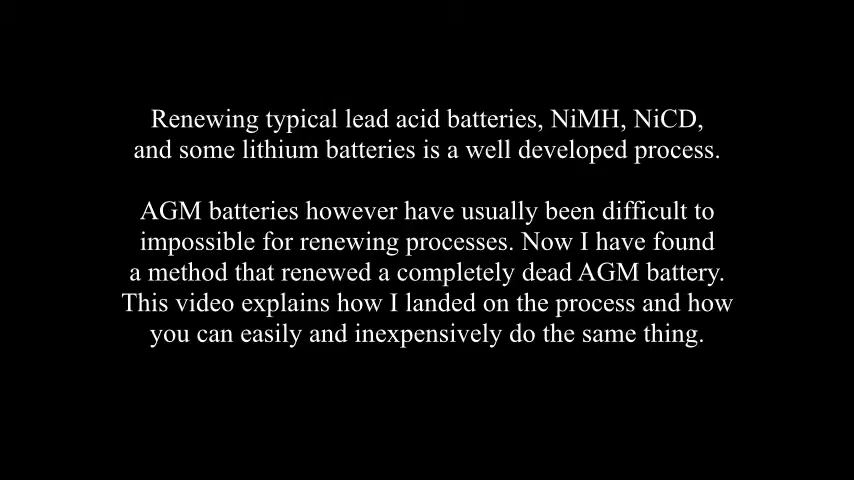 Renewing typical lead acid batteries, NiMH, NiCD,
and some lithium batteries is a well developed process.
AGM batteries however have usually been difficult to
impossible for renewing processes. Now I have found
a method that renewed a completely dead AGM battery.
This video explains how I landed on the process and how
you can easily and inexpensively do the same thing.